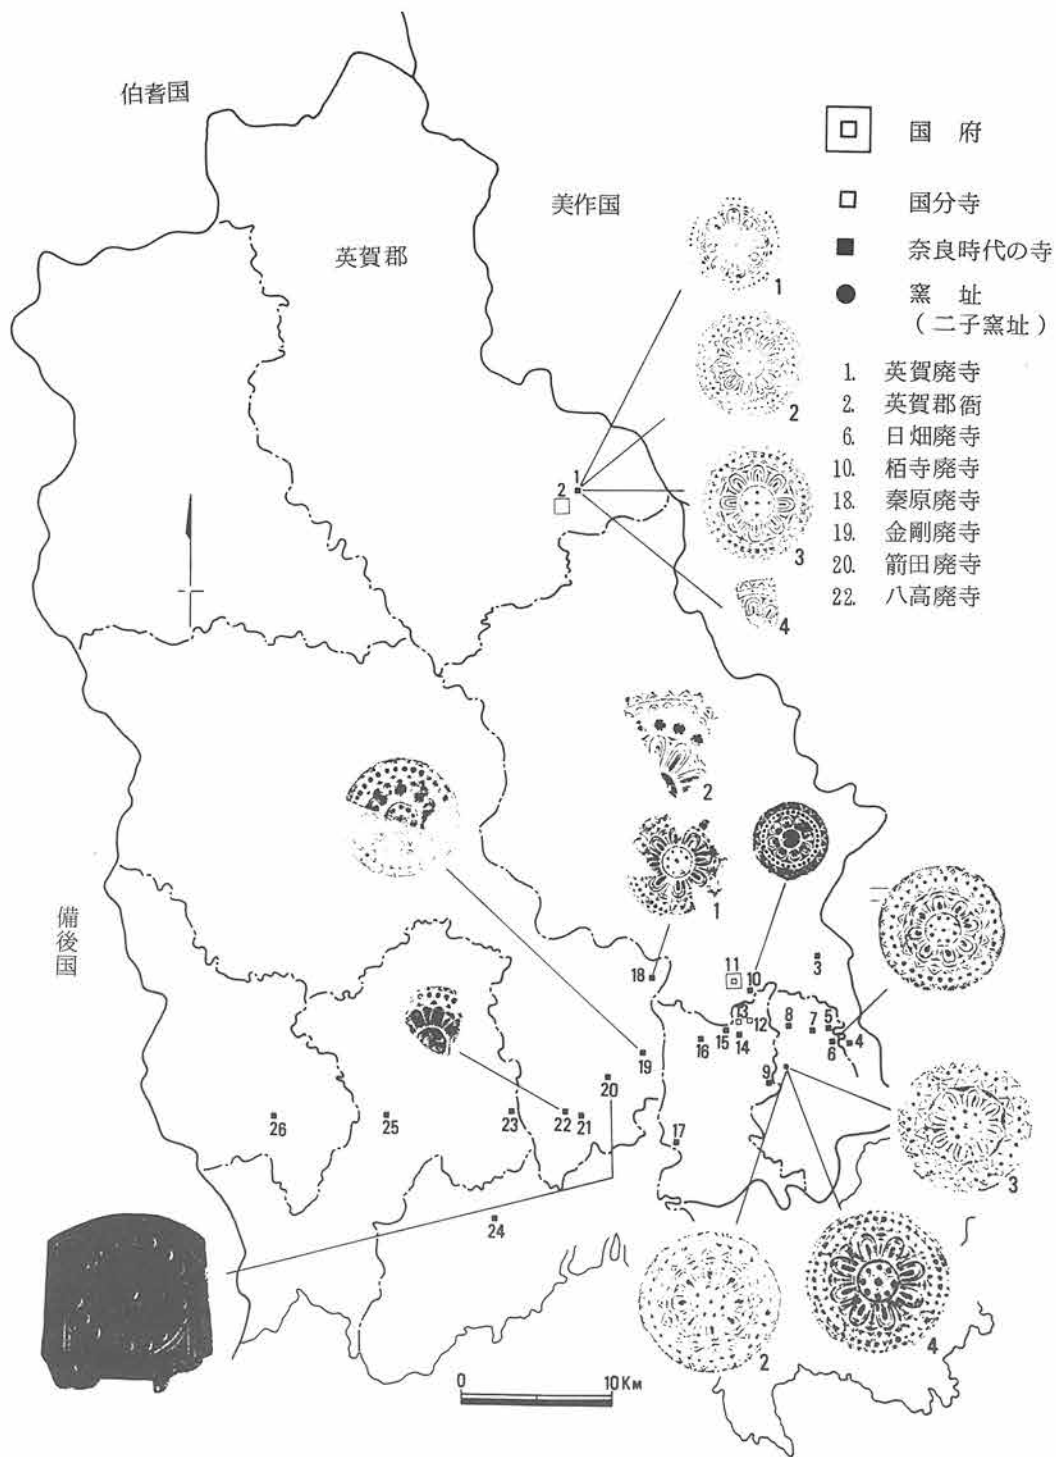 伯耆国
美作国
英賀郡
備後国
国 府
国分寺
奈良時代の寺
窯 址
（二子窯址）
1. 英賀廃寺
2. 英賀郡衙
6. 日畑廃寺
10. 栢寺廃寺
18. 秦原廃寺
19. 金剛廃寺
20. 箭田廃寺
22. 八高廃寺
1
2
3
4
1
2
2
1
18
11
10
3
13
12
8
7
5
6
4
16
15
14
9
19
20
26
25
23
22
21
17
24
3
2
4
0
10Km